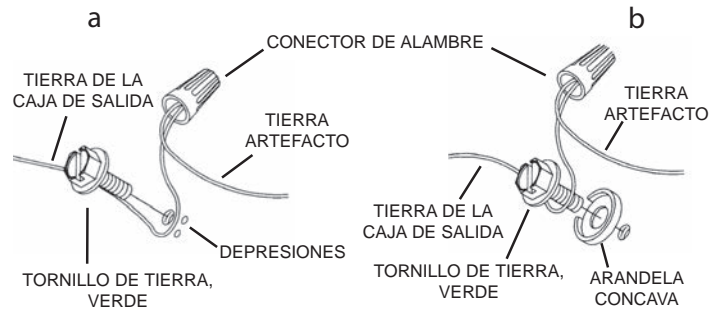 a
b
CONECTOR DE ALAMBRE
TIERRA DE LA
CAJA DE SALIDA
TIERRA
ARTEFACTO
DEPRESIONES
TORNILLO DE TIERRA,
VERDE
TIERRA
ARTEFACTO
TIERRA DE LA
CAJA DE SALIDA
TORNILLO DE TIERRA,
VERDE
ARANDELA
CONCAVA